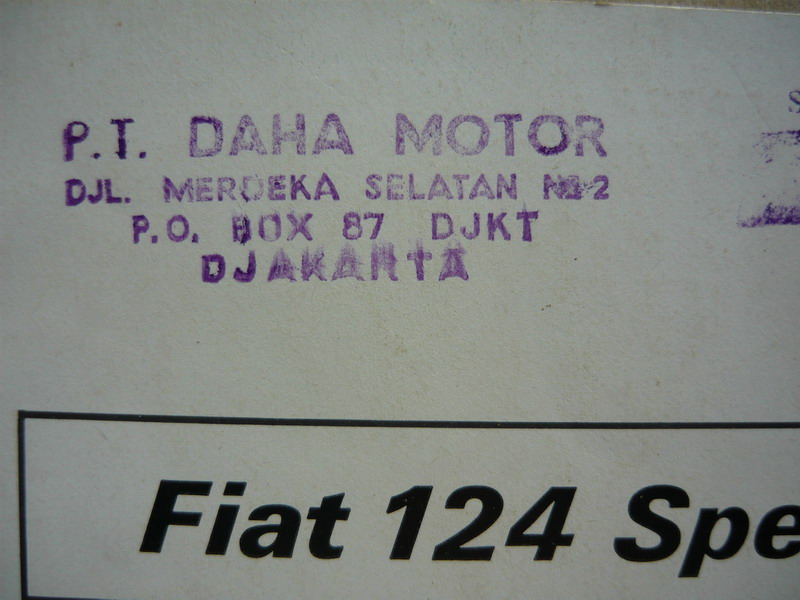 P.T. DAHA MOTOR
DJL. MERDEKA SELATAN No 2
P.O. BOX 87 DJKT
DJAKARTA
Fiat 124 Spe